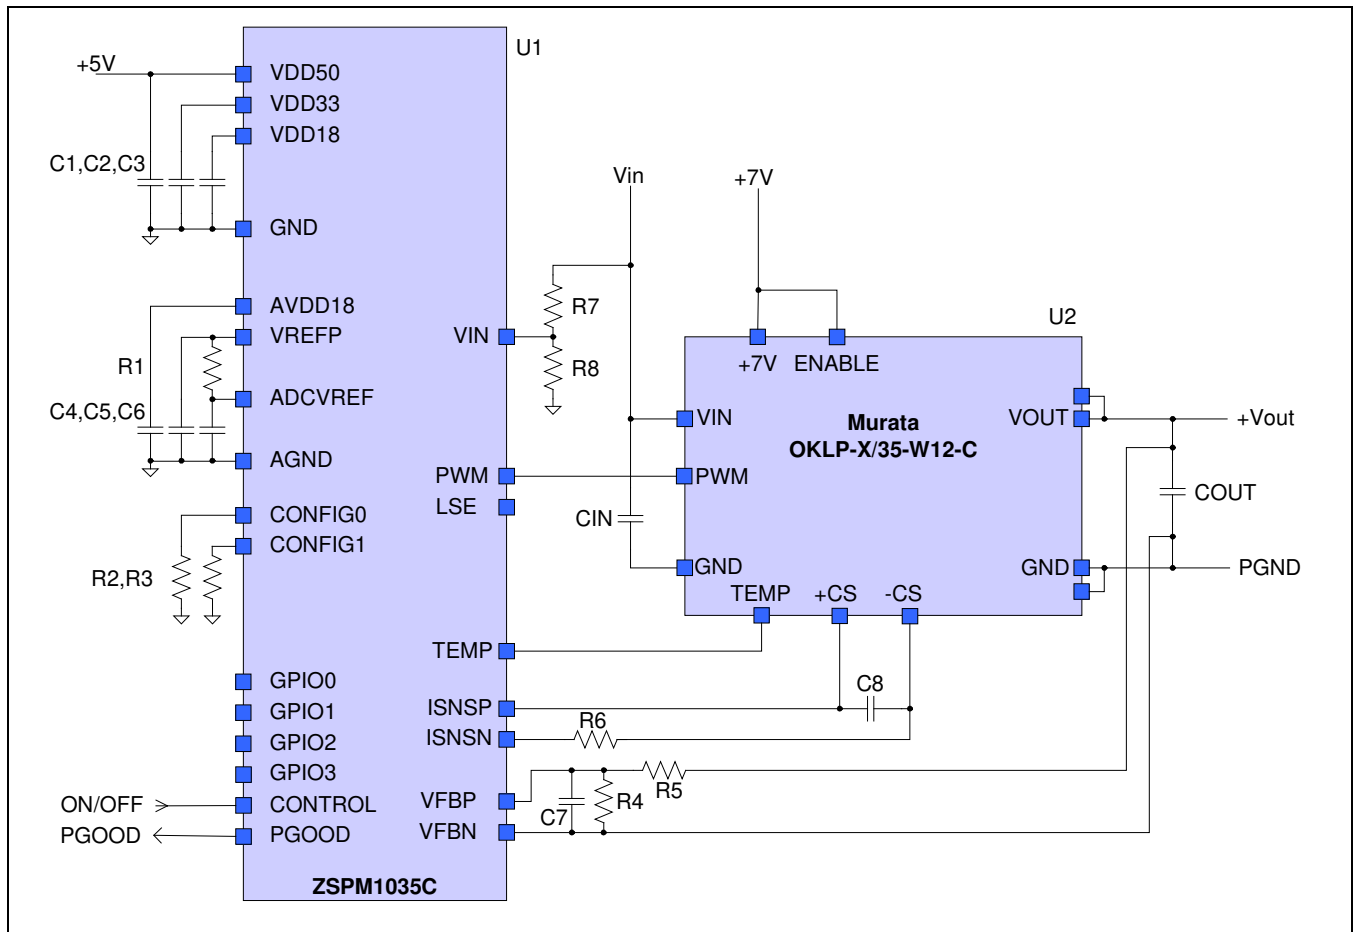 U1
+5V
VDD50
VDD33
VDD18
C1,C2,C3
GND
AVDD18
VREFP
R1
ADCVREF
C4,C5,C6
AGND
CONFIG0
CONFIG1
R2,R3
GPIO0
GPIO1
GPIO2
GPIO3
ON/OFF
CONTROL
PGOOD
PGOOD
VIN
PWM
LSE
TEMP
ISNSP
ISNSN
VFBP
VFBN
ZSPM1035C
Vin
+7V
R7
R8
CIN
U2
+7V
ENABLE
VIN
Murata
OKLP-X/35-W12-C
VOUT
PWM
GND
GND
TEMP
+CS
-CS
+Vout
COUT
PGND
C8
R6
R5
R4
C7